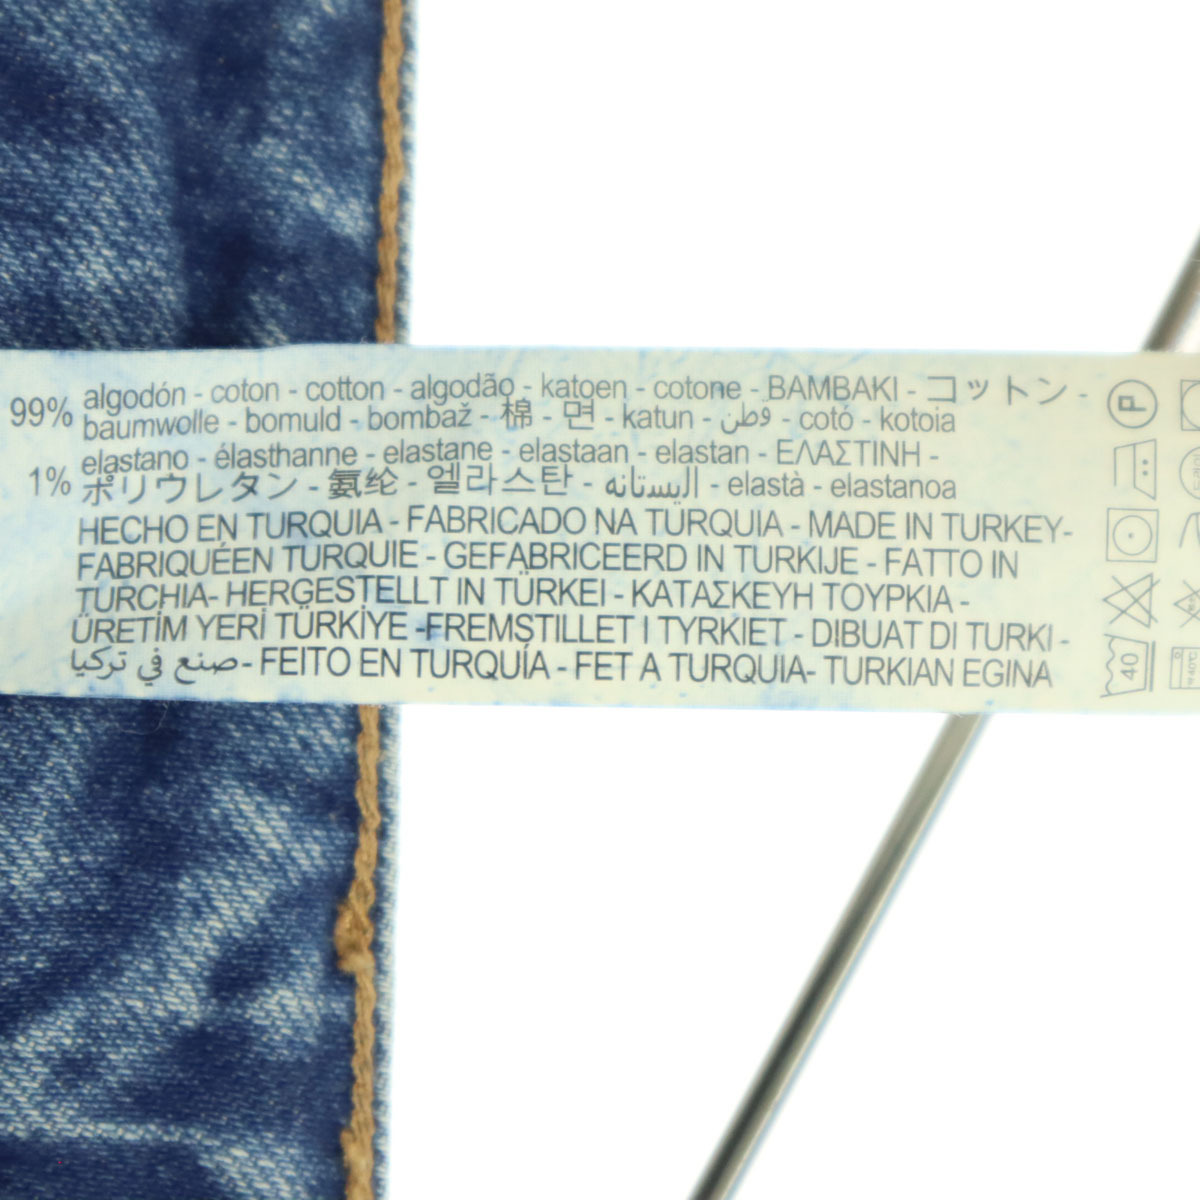 99% algodón - coton - cotton - algodão - katoen - cotone - BAMBAKI - コットン -
baumwolle - bomuld - bombaž - 棉 - 면 - katun - قطن - cotó - kotoia
1% elastano - élasthanne - elastane - elastaan - elastan - ΕΛΑΣΤΙΝΗ -
ポリウレタン - 氨纶 - 엘라스탄 - اليستانه - elastà - elastanoa
HECHO EN TURQUIA - FABRICADO NA TURQUIA - MADE IN TURKEY-
FABRIQUÉEN TURQUIE - GEFABRICEERD IN TURKIJE - FATTO IN
TURCHIA- HERGESTELLT IN TÜRKEI - ΚΑΤΑΣΚΕΥΗ ΤΟΥΡΚΙΑ -
ÜRETİM YERİ TÜRKİYE -FREMSTILLET I TYRKIET - DIBUAT DI TURKI -
صنع في تركيا - FEITO EN TURQUÍA - FET A TURQUIA- TURKIAN EGINA
P
40